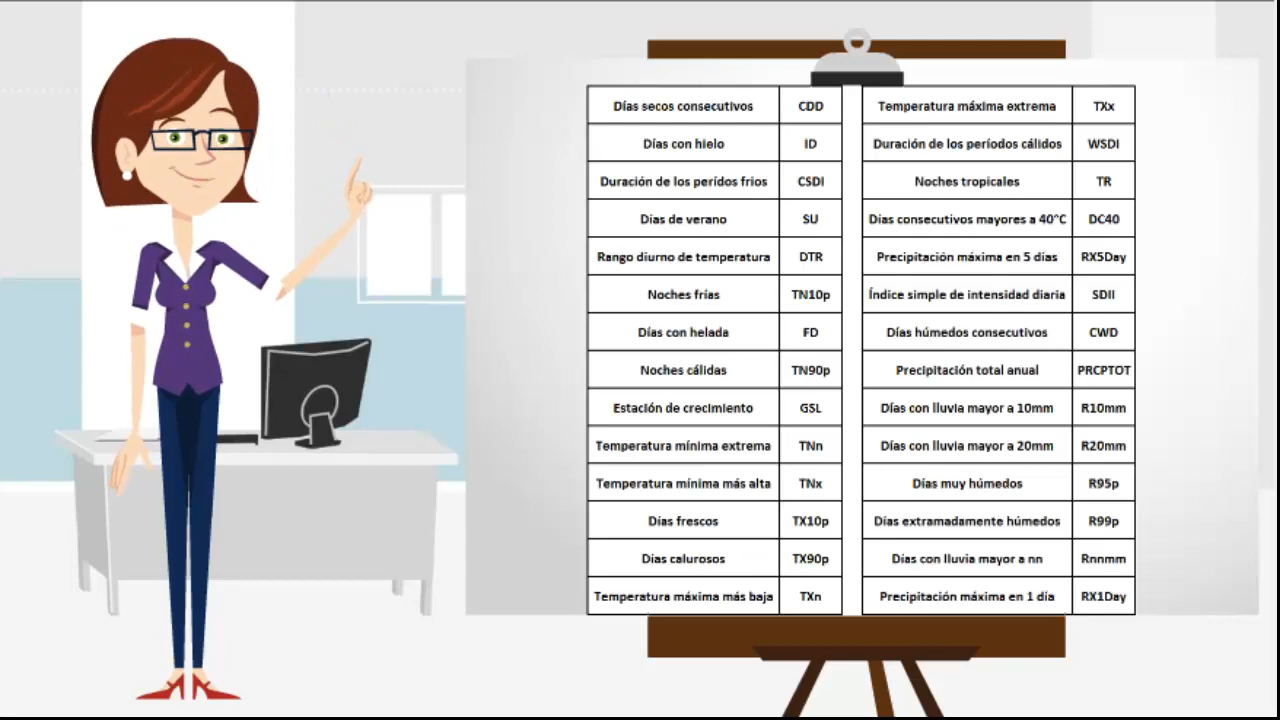 Días secos consecutivos CDD
Días con hielo ID
Duración de los perídos frios CSDI
Dias de verano SU
Rango diurno de temperatura DTR
Noches frías TN10p
Días con helada FD
Noches cálidas TN90p
Estación de crecimiento GSL
Temperatura mínima extrema TNn
Temperatura mínima más alta TNx
Días frescos TX10p
Dias calurosos TX90p
Temperatura máxima más baja TXn
Temperatura máxima extrema TXx
Duración de los períodos cálidos WSDI
Noches tropicales TR
Días consecutivos mayores a 40°C DC40
Precipitación máxima en 5 días RX5Day
Índice simple de intensidad diaria SDII
Días húmedos consecutivos CWD
Precipitación total anual PRCPTOT
Días con lluvia mayor a 10mm R10mm
Días con lluvia mayor a 20mm R20mm
Días muy húmedos R95p
Días extramadamente húmedos R99p
Días con lluvia mayor a nn Rnnmm
Precipitación máxima en 1 día RX1Day